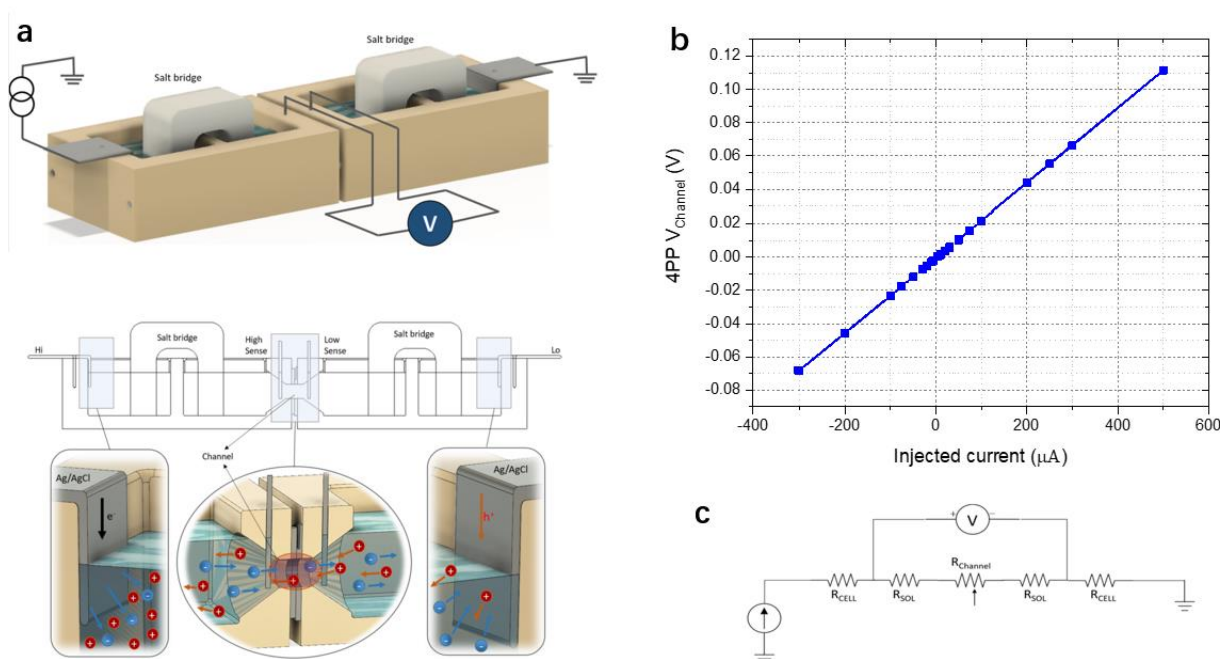 a
Salt bridge
Salt bridge
V
Hi
Salt bridge
High
Sense
Low
Sense
Salt bridge
Lo
Channel
Ag/AgCl
e⁻
Ag/AgCl
h⁺
b
0.12
0.10
0.08
0.06
0.04
0.02
0.00
-0.02
-0.04
-0.06
-0.08
4PP V_Channel (V)
-400 -200 0 200 400 600
Injected current (μA)
c
+ V −
R_Channel
R_CELL R_SOL R_SOL R_CELL